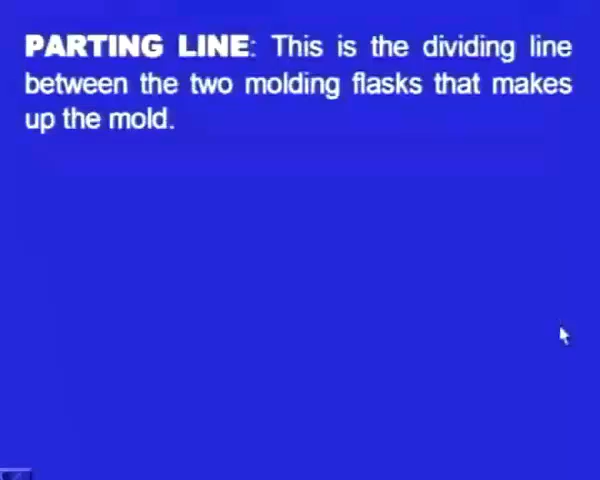 PARTING LINE: This is the dividing line
between the two molding flasks that makes
up the mold.